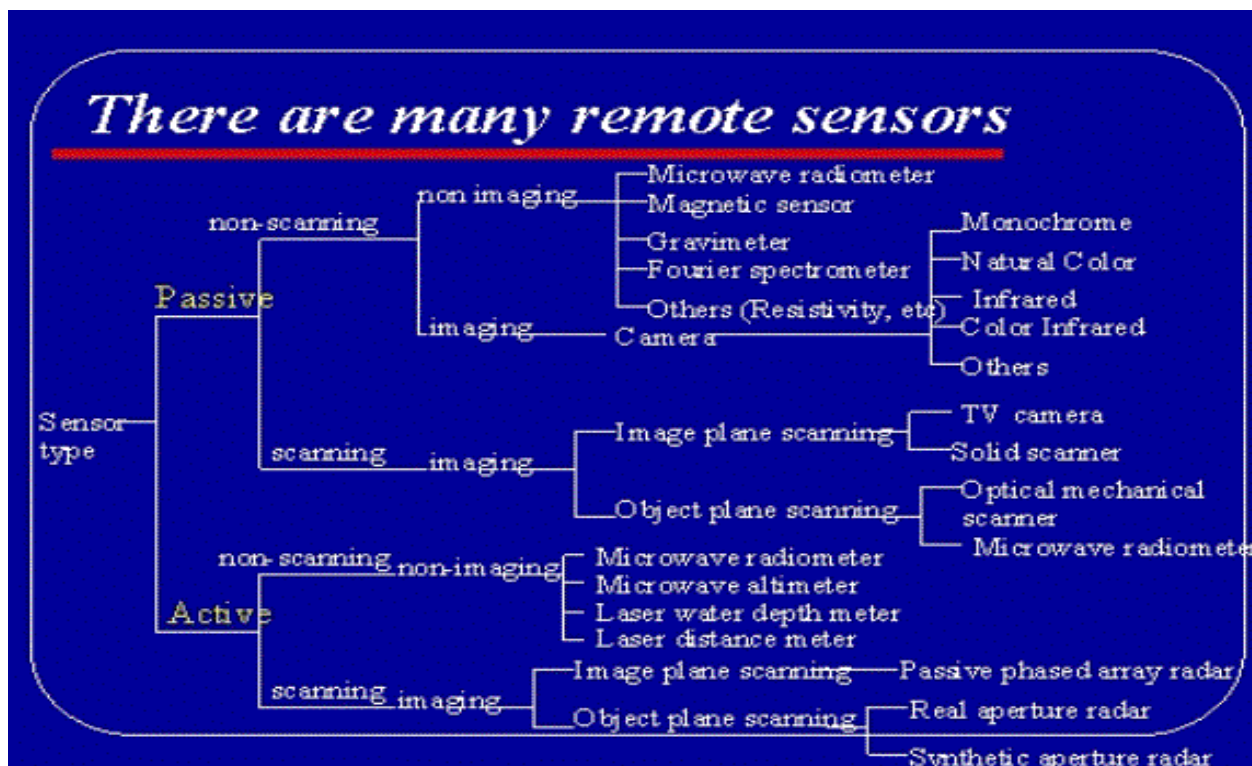 There are many remote sensors
Sensor
type
Passive
non-scanning
non imaging
Microwave radiometer
Magnetic sensor
Gravimeter
Fourier spectrometer
Others (Resistivity, etc)
imaging
Camera
Monochrome
Natural Color
Infrared
Color Infrared
Others
scanning
imaging
Image plane scanning
TV camera
Solid scanner
Object plane scanning
Optical mechanical
scanner
Microwave radiometer
Active
non-scanning
non-imaging
Microwave radiometer
Microwave altimeter
Laser water depth meter
Laser distance meter
scanning
imaging
Image plane scanning
Passive phased array radar
Object plane scanning
Real aperture radar
Synthetic aperture radar